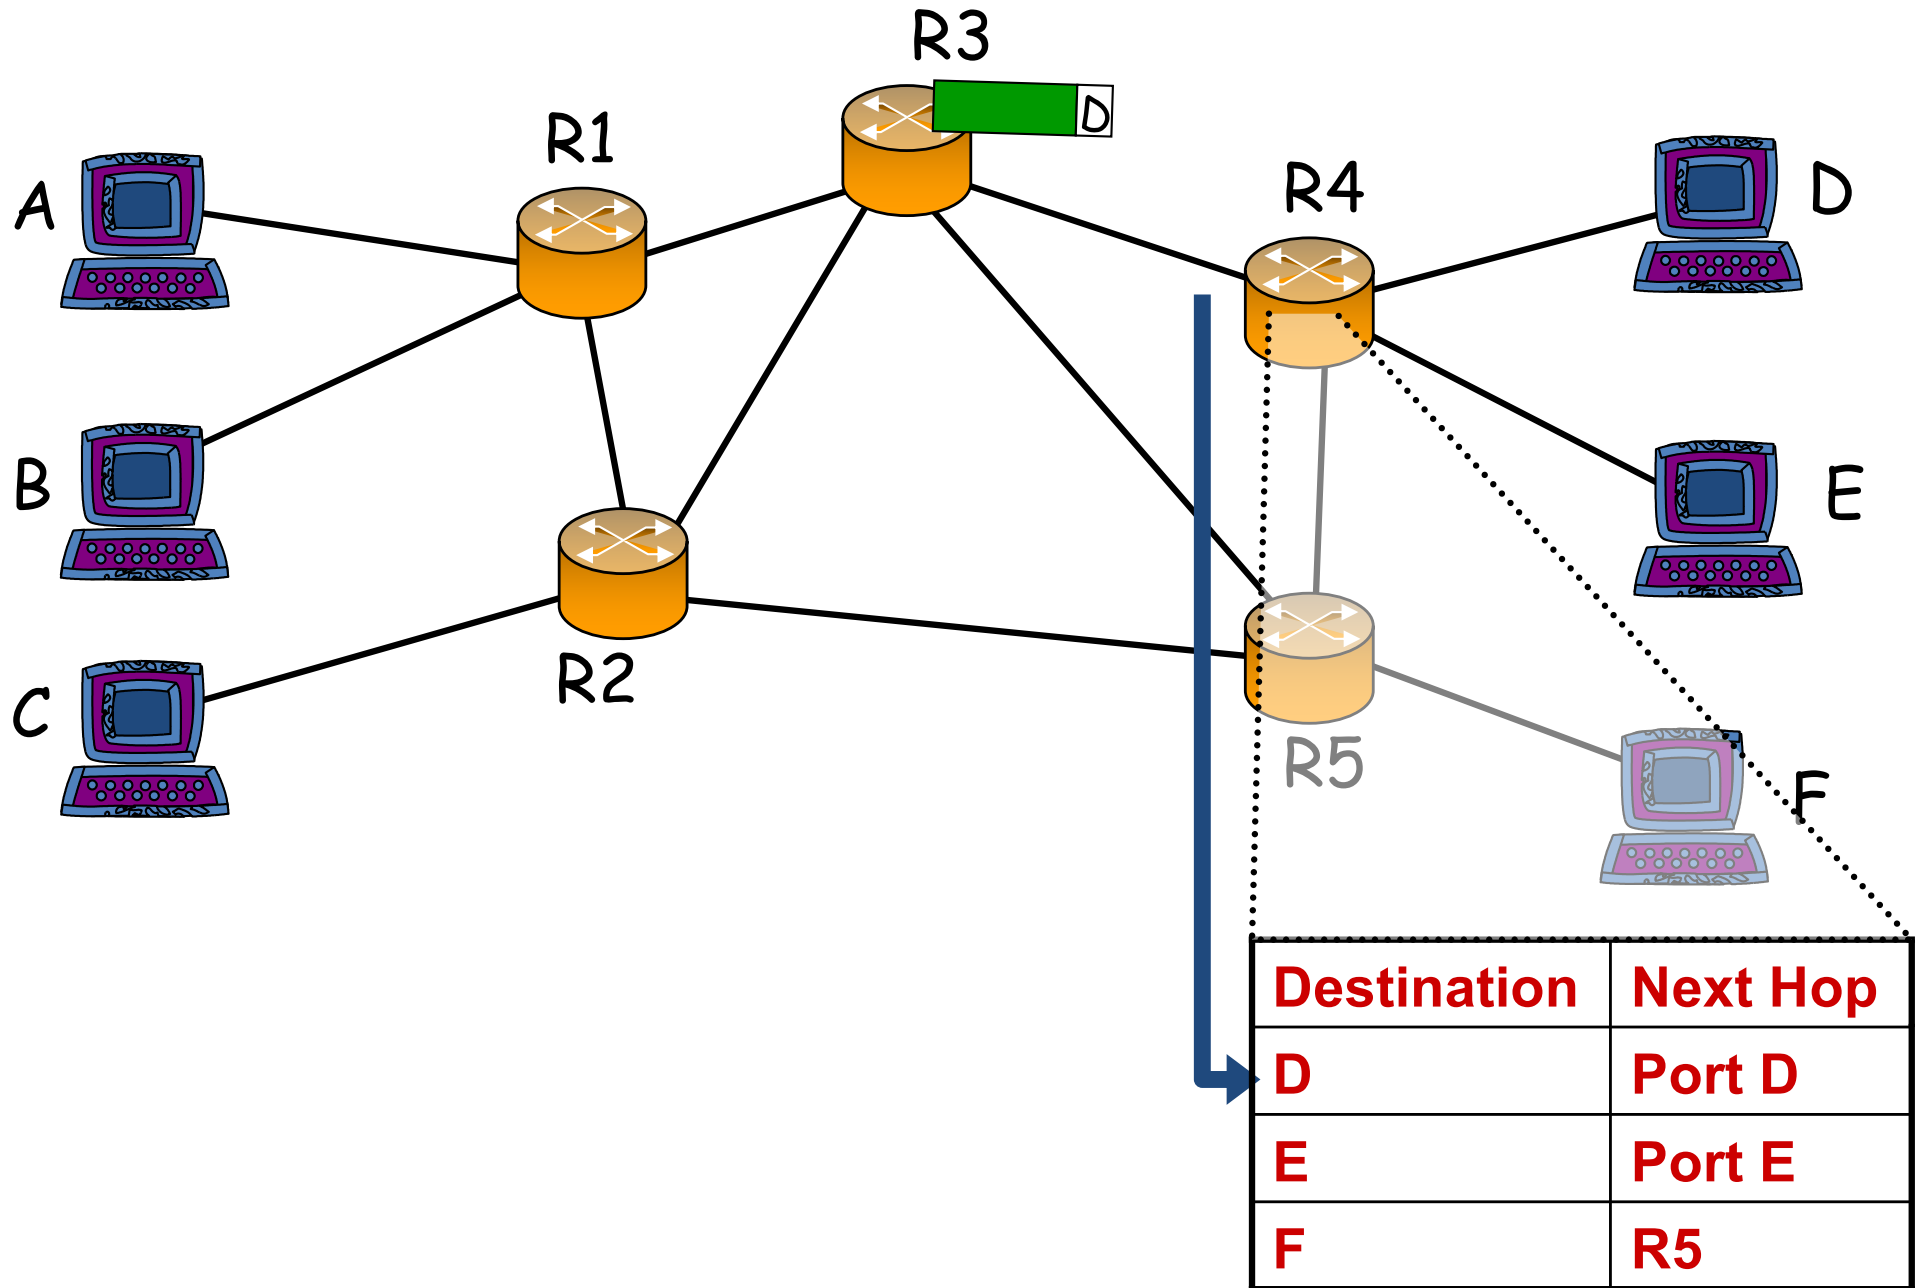 R3
D
R1
R4
A
D
B
E
R2
C
R5
F
Destination Next Hop
D Port D
E Port E
F R5